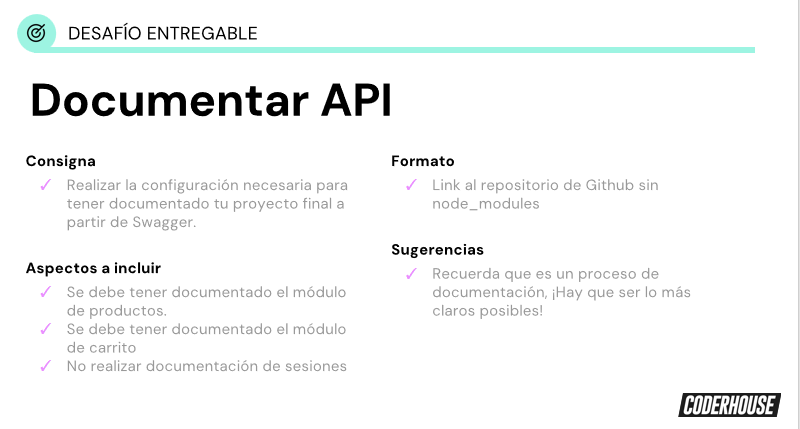 DESAFÍO ENTREGABLE
Documentar API
Consigna
✓ Realizar la configuración necesaria para
tener documentado tu proyecto final a
partir de Swagger.
Aspectos a incluir
✓ Se debe tener documentado el módulo
de productos.
✓ Se debe tener documentado el módulo
de carrito
✓ No realizar documentación de sesiones
Formato
✓ Link al repositorio de Github sin
node_modules
Sugerencias
✓ Recuerda que es un proceso de
documentación, ¡Hay que ser lo más
claros posibles!
CODERHOUSE